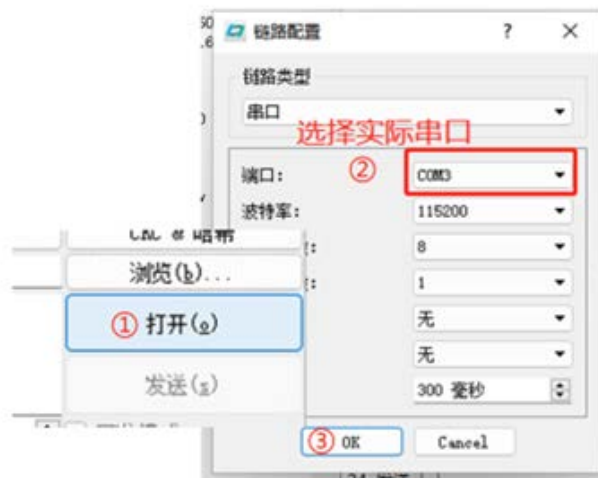 链路配置 ? ×
链路类型
串口
选择实际串口
②
端口: COM3
波特率: 115200
8
1
无
无
300 毫秒
浏览(b)...
① 打开(o)
发送(s)
③ OK Cancel